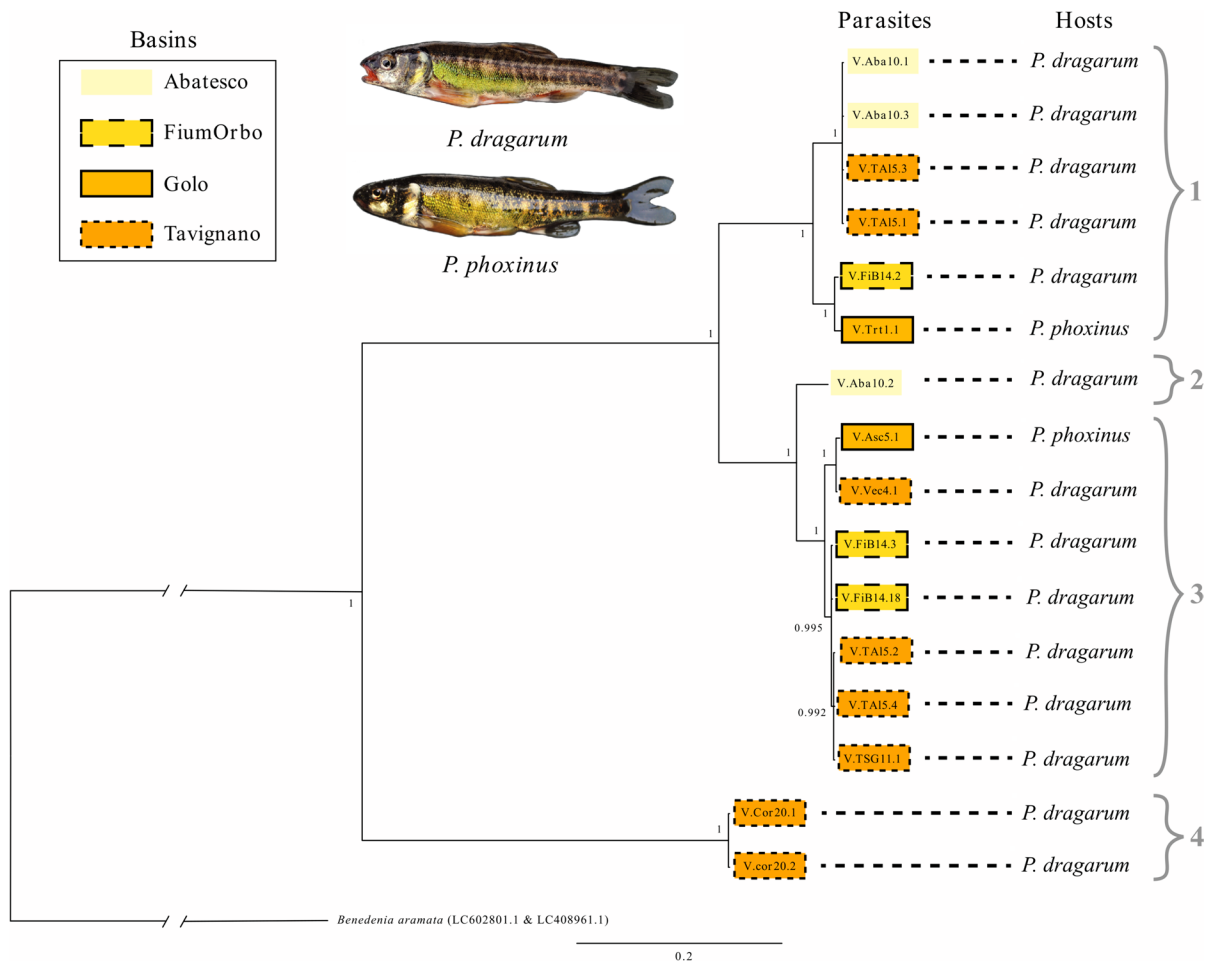 Parasites Hosts
Basins
Abatesco
FiumOrbo
Golo
Tavignano
P. dragarum
P. phoxinus
V.Aba10.1 P. dragarum
V.Aba10.3 P. dragarum
1
V.TAl5.3 P. dragarum
1
V.TAl5.1 P. dragarum
1
V.FiB14.2 P. dragarum
1
V.Trt1.1 P. phoxinus
1
V.Aba10.2 P. dragarum
2
V.Asc5.1 P. phoxinus
1
1
V.Vec4.1 P. dragarum
1
V.FiB14.3 P. dragarum
V.FiB14.18 P. dragarum
3
1
0.995
V.TAl5.2 P. dragarum
V.TAl5.4 P. dragarum
0.992
V.TSG11.1 P. dragarum
V.Cor20.1 P. dragarum
1
4
V.cor20.2 P. dragarum
Benedenia aramata (LC602801.1 & LC408961.1)
0.2